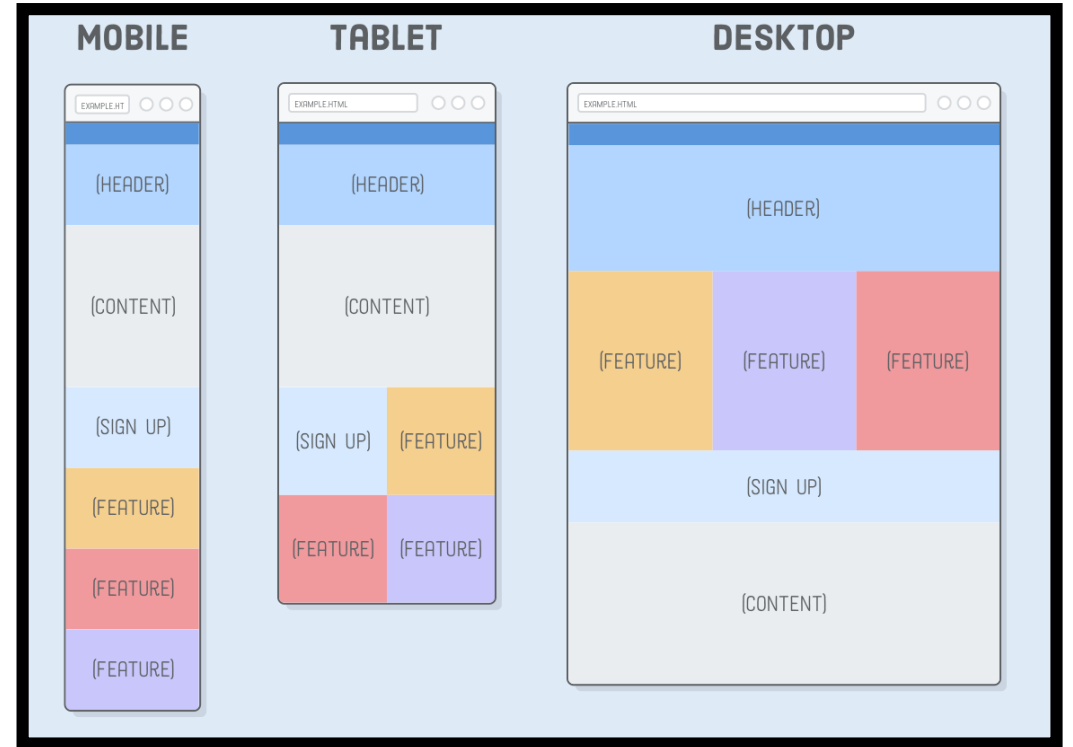 MOBILE
TABLET
DESKTOP
EXAMPLE.HT
(HEADER)
(CONTENT)
(SIGN UP)
(FEATURE)
(FEATURE)
(FEATURE)
EXAMPLE.HTML
(HEADER)
(CONTENT)
(SIGN UP) (FEATURE)
(FEATURE) (FEATURE)
EXAMPLE.HTML
(HEADER)
(FEATURE) (FEATURE) (FEATURE)
(SIGN UP)
(CONTENT)